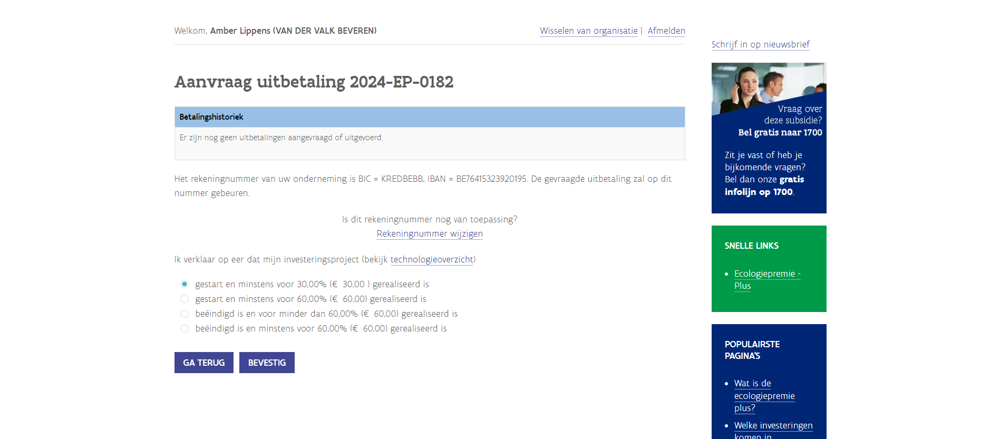 Welkom, Amber Lippens (VAN DER VALK BEVEREN)
Wisselen van organisatie | Afmelden
Aanvraag uitbetaling 2024-EP-0182
Betalingshistoriek
Er zijn nog geen uitbetalingen aangevraagd of uitgevoerd.
Het rekeningnummer van uw onderneming is BIC = KREDBEBB, IBAN = BE76415323920195. De gevraagde uitbetaling zal op dit
nummer gebeuren.
Is dit rekeningnummer nog van toepassing?
Rekeningnummer wijzigen
Ik verklaar op eer dat mijn investeringsproject (bekijk technologieoverzicht)
gestart en minstens voor 30,00% (€ 30,00 ) gerealiseerd is
gestart en minstens voor 60,00% (€ 60,00) gerealiseerd is
beëindigd is en voor minder dan 60,00% (€ 60,00) gerealiseerd is
beëindigd is en minstens voor 60,00% (€ 60,00) gerealiseerd is
GA TERUG
BEVESTIG
Schrijf in op nieuwsbrief
Vraag over
deze subsidie?
Bel gratis naar 1700
Zit je vast of heb je
bijkomende vragen?
Bel dan onze gratis
infolijn op 1700.
SNELLE LINKS
• Ecologiepremie -
Plus
POPULAIRSTE
PAGINA'S
• Wat is de
ecologiepremie
plus?
• Welke investeringen
komen in